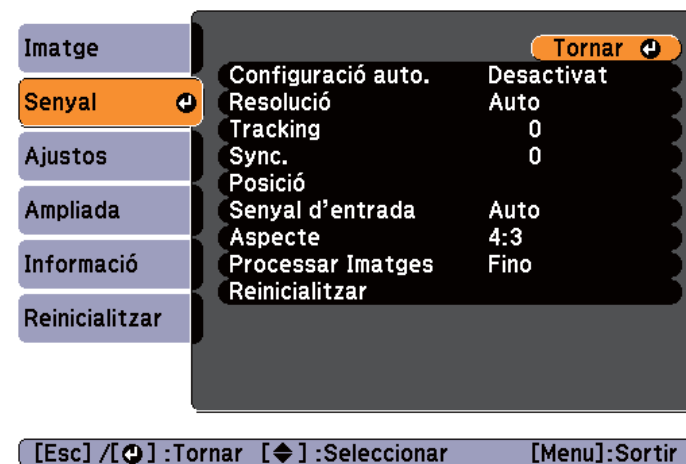 Imatge
Senyal
Ajustos
Ampliada
Informació
Reinicialitzar
Tornar
Configuració auto. Desactivat
Resolució Auto
Tracking 0
Sync. 0
Posició
Senyal d'entrada Auto
Aspecte 4:3
Processar Imatges Fino
Reinicialitzar
[Esc] /[ ] :Tornar [ ] :Seleccionar [Menu]:Sortir